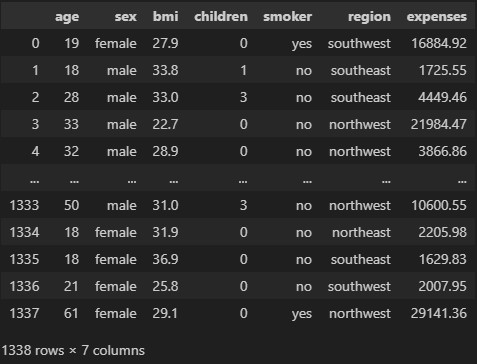 age sex bmi children smoker region expenses
0 19 female 27.9 0 yes southwest 16884.92
1 18 male 33.8 1 no southeast 1725.55
2 28 male 33.0 3 no southeast 4449.46
3 33 male 22.7 0 no northwest 21984.47
4 32 male 28.9 0 no northwest 3866.86
... ... ... ... ... ... ... ...
1333 50 male 31.0 3 no northwest 10600.55
1334 18 female 31.9 0 no northeast 2205.98
1335 18 female 36.9 0 no southeast 1629.83
1336 21 female 25.8 0 no southwest 2007.95
1337 61 female 29.1 0 yes northwest 29141.36
1338 rows × 7 columns